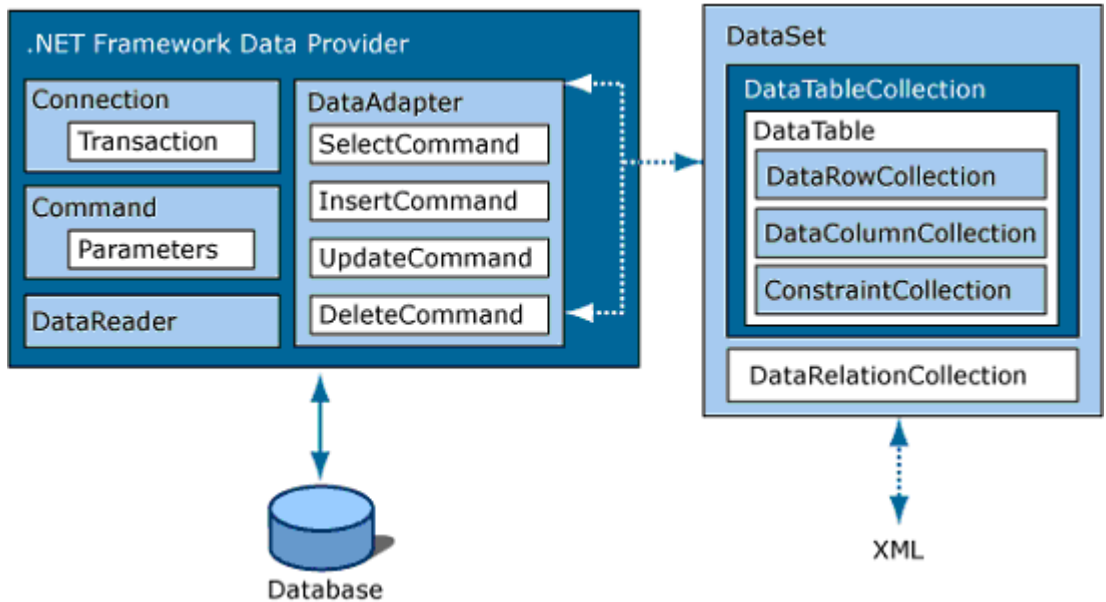 .NET Framework Data Provider
Connection
Transaction
Command
Parameters
DataReader
DataAdapter
SelectCommand
InsertCommand
UpdateCommand
DeleteCommand
Database
DataSet
DataTableCollection
DataTable
DataRowCollection
DataColumnCollection
ConstraintCollection
DataRelationCollection
XML